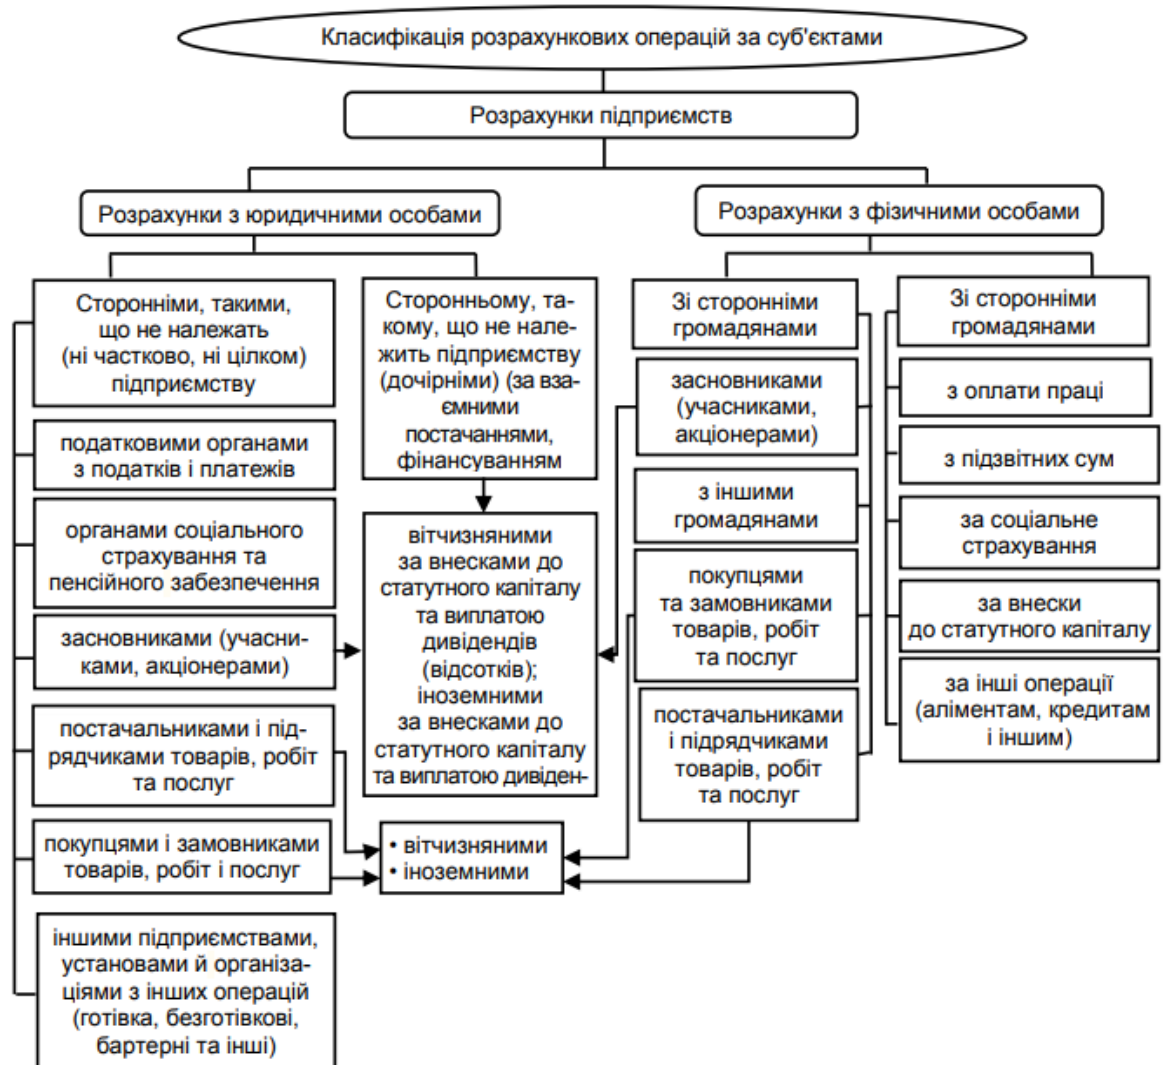 Класифікація розрахункових операцій за суб'єктами
Розрахунки підприємств
Розрахунки з юридичними особами
Розрахунки з фізичними особами
Сторонніми, такими,
що не належать
(ні частково, ні цілком)
підприємству
податковими органами
з податків і платежів
органами соціального
страхування та
пенсійного забезпечення
засновниками (учасни-
ками, акціонерами)
постачальниками і під-
рядчиками товарів, робіт
та послуг
покупцями і замовниками
товарів, робіт і послуг
іншими підприємствами,
установами й організа-
ціями з інших операцій
(готівка, безготівкові,
бартерні та інші)
Сторонньому, та-
кому, що не нале-
жить підприємству
(дочірніми) (за вза-
ємними
постачаннями,
фінансуванням
вітчизняними
за внесками до
статутного капіталу
та виплатою
дивідендів
(відсотків);
іноземними
за внесками до
статутного капіталу
та виплатою дивіден-
• вітчизняними
• іноземними
Зі сторонніми
громадянами
засновниками
(учасниками,
акціонерами)
з іншими
громадянами
покупцями
та замовниками
товарів, робіт
та послуг
постачальниками
і підрядчиками
товарів, робіт
та послуг
Зі сторонніми
громадянами
з оплати праці
з підзвітних сум
за соціальне
страхування
за внески
до статутного капіталу
за інші операції
(аліментам, кредитам
і іншим)